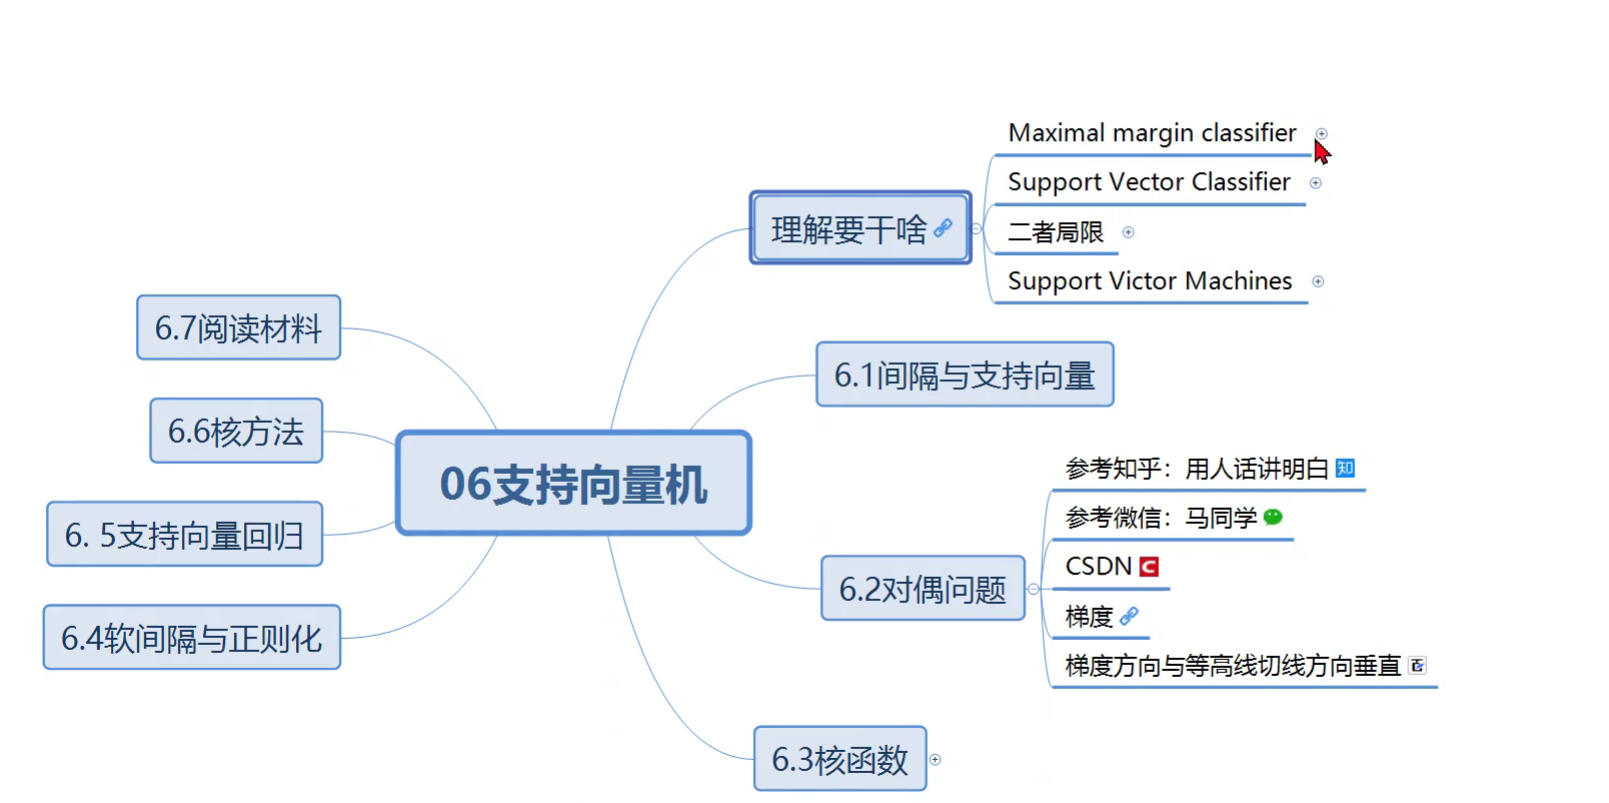 06支持向量机
理解要干啥
Maximal margin classifier
Support Vector Classifier
二者局限
Support Victor Machines
6.1间隔与支持向量
6.2对偶问题
参考知乎：用人话讲明白 知
参考微信：马同学
CSDN C
梯度
梯度方向与等高线切线方向垂直
6.3核函数
6.4软间隔与正则化
6. 5支持向量回归
6.6核方法
6.7阅读材料